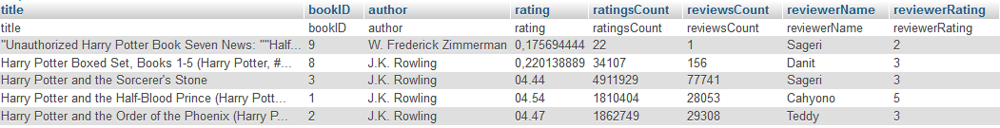 title bookID author rating ratingsCount reviewsCount reviewerName reviewerRating
title bookID author rating ratingsCount reviewsCount reviewerName reviewerRating
"Unauthorized Harry Potter Book Seven News: ""Half... 9 W. Frederick Zimmerman 0,175694444 22 1 Sageri 2
Harry Potter Boxed Set, Books 1-5 (Harry Potter, #... 8 J.K. Rowling 0,220138889 34107 156 Danit 3
Harry Potter and the Sorcerer's Stone 3 J.K. Rowling 04.44 4911929 77741 Sageri 3
Harry Potter and the Half-Blood Prince (Harry Pott... 1 J.K. Rowling 04.54 1810404 28053 Cahyono 5
Harry Potter and the Order of the Phoenix (Harry P... 2 J.K. Rowling 04.47 1862749 29308 Teddy 3